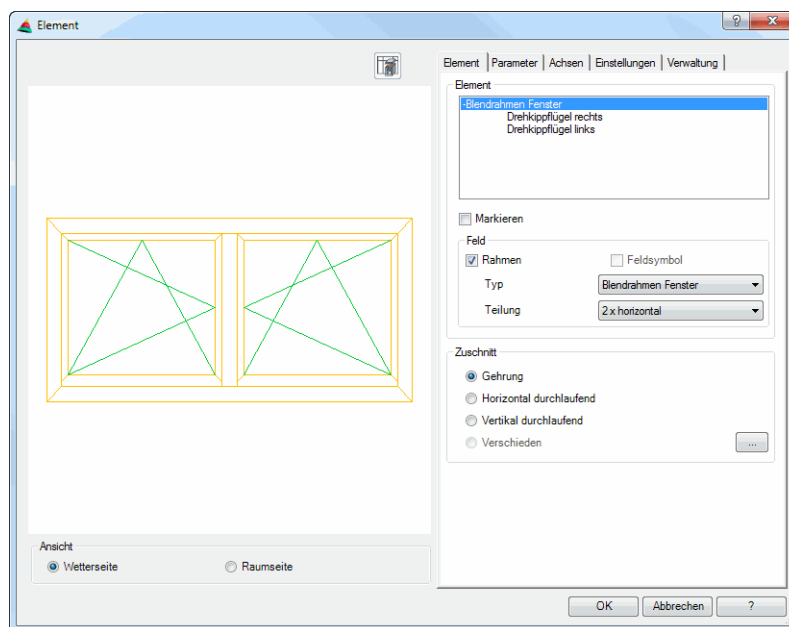 Element
Element Parameter Achsen Einstellungen Verwaltung
Element
-Blendrahmen Fenster
Drehkippflügel rechts
Drehkippflügel links
Markieren
Feld
Rahmen Feldsymbol
Typ Blendrahmen Fenster
Teilung 2 x horizontal
Zuschnitt
Gehrung
Horizontal durchlaufend
Vertikal durchlaufend
Verschieden ...
Ansicht
Wetterseite Raumseite
OK Abbrechen ?